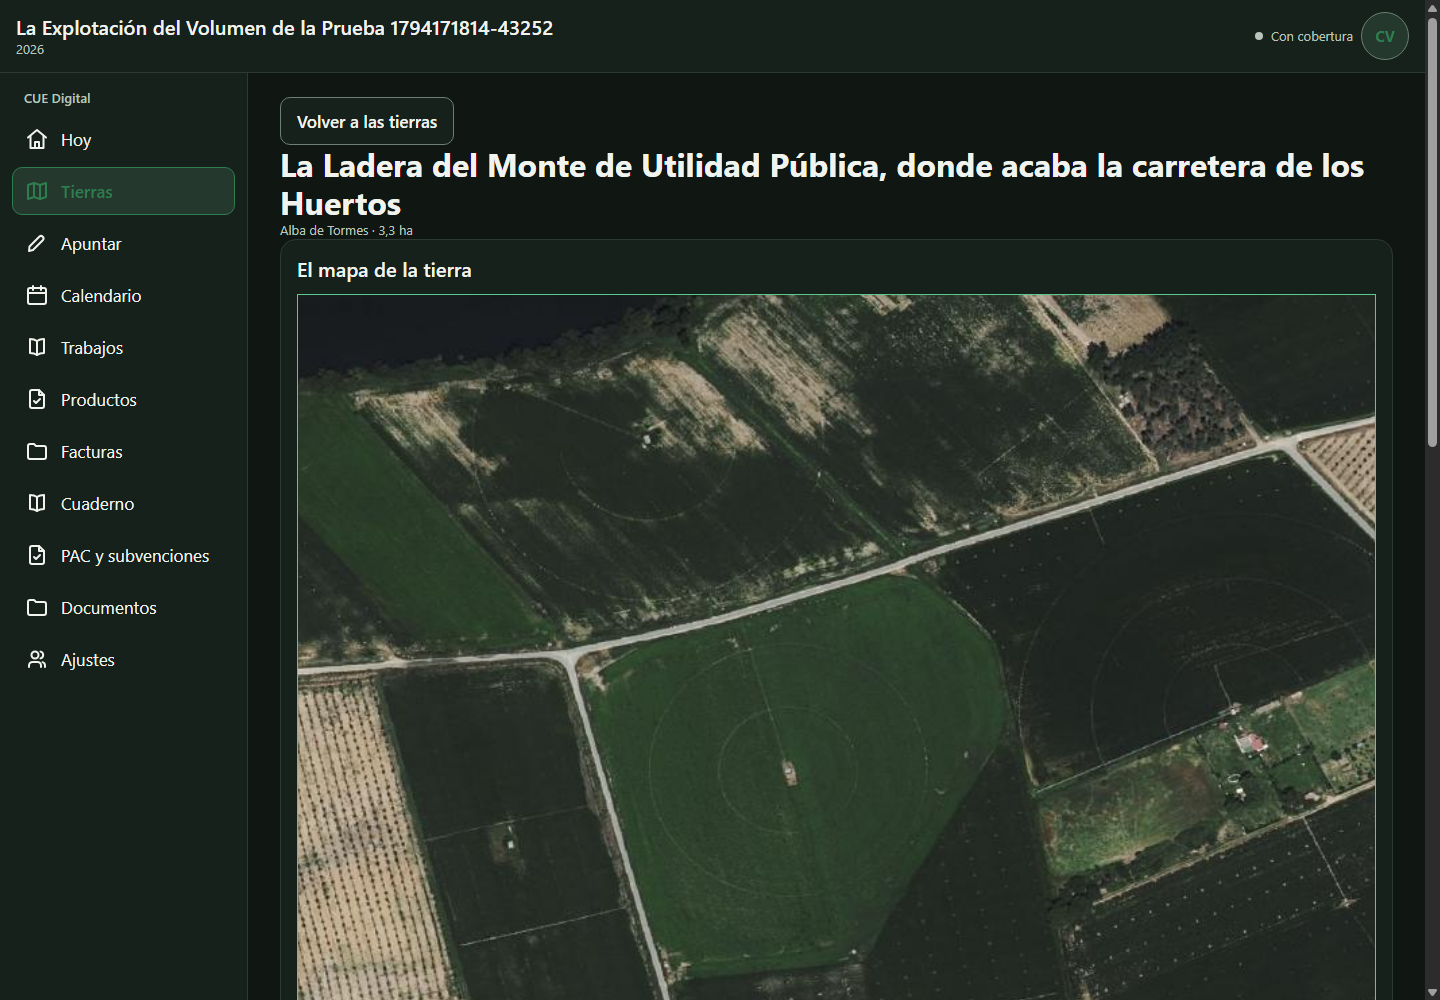 La Explotación del Volumen de la Prueba 1794171814-43252
2026
Con cobertura
CV
CUE Digital
Hoy
Tierras
Apuntar
Calendario
Trabajos
Productos
Facturas
Cuaderno
PAC y subvenciones
Documentos
Ajustes
Volver a las tierras
La Ladera del Monte de Utilidad Pública, donde acaba la carretera de los
Huertos
Alba de Tormes · 3,3 ha
El mapa de la tierra